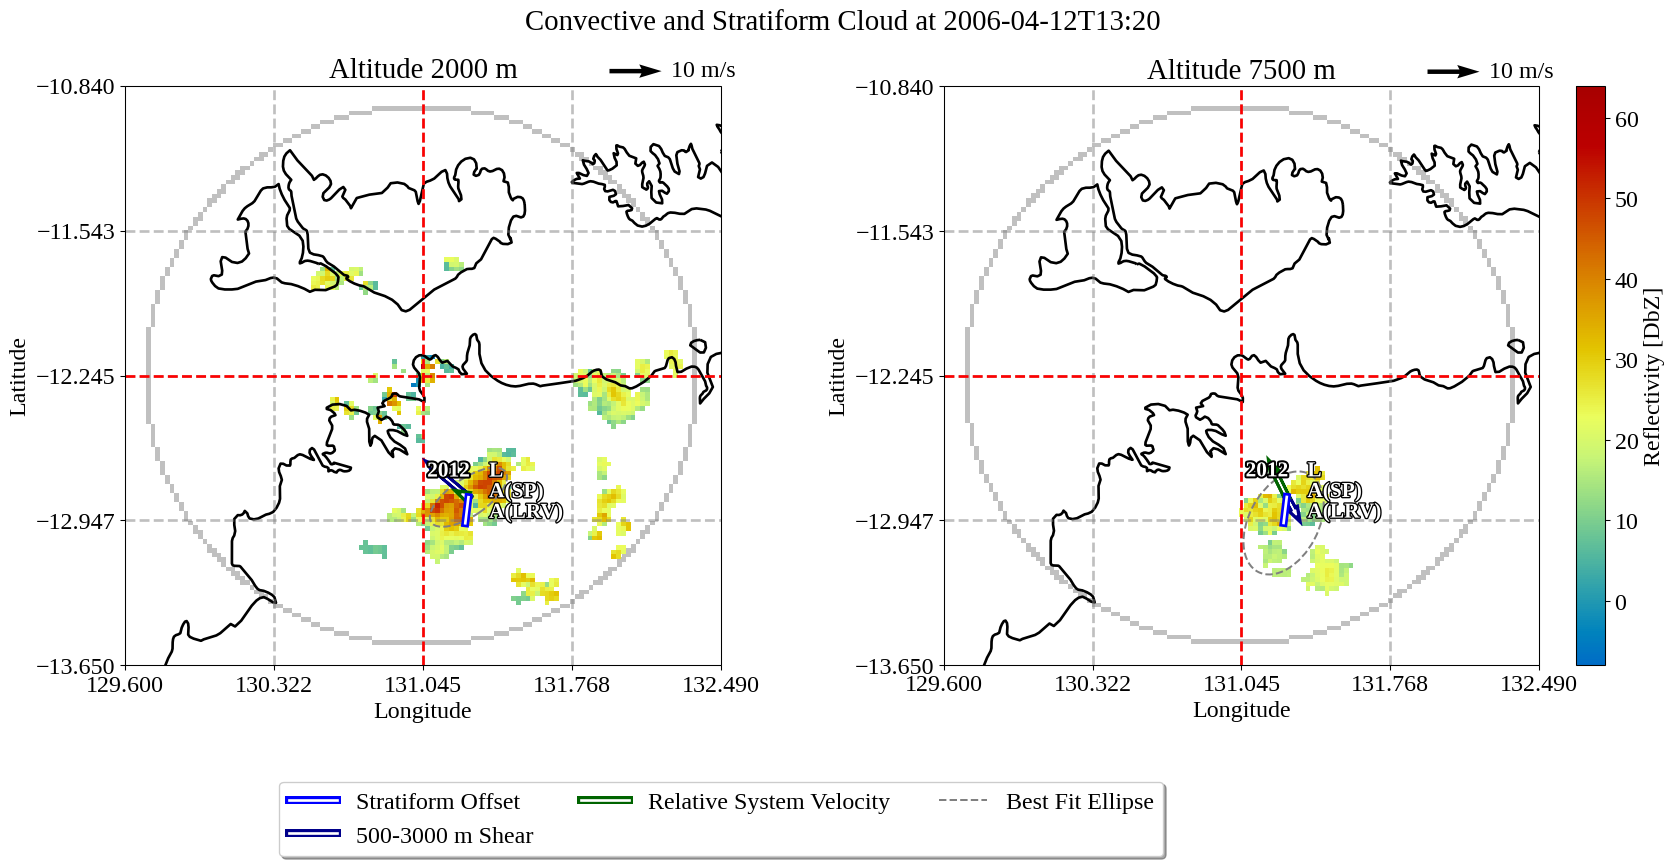 Convective and Stratiform Cloud at 2006-04-12T13:20
Altitude 2000 m
10 m/s
Altitude 7500 m
10 m/s
−10.840
−11.543
−12.245
−12.947
−13.650
Latitude
129.600
130.322
131.045
131.768
132.490
Longitude
2012
L
A(SP)
A(LRV)
−10.840
−11.543
−12.245
−12.947
−13.650
Latitude
129.600
130.322
131.045
131.768
132.490
Longitude
2012
L
A(SP)
A(LRV)
60
50
40
30
20
10
0
Reflectivity [DbZ]
Stratiform Offset
Relative System Velocity
Best Fit Ellipse
500-3000 m Shear